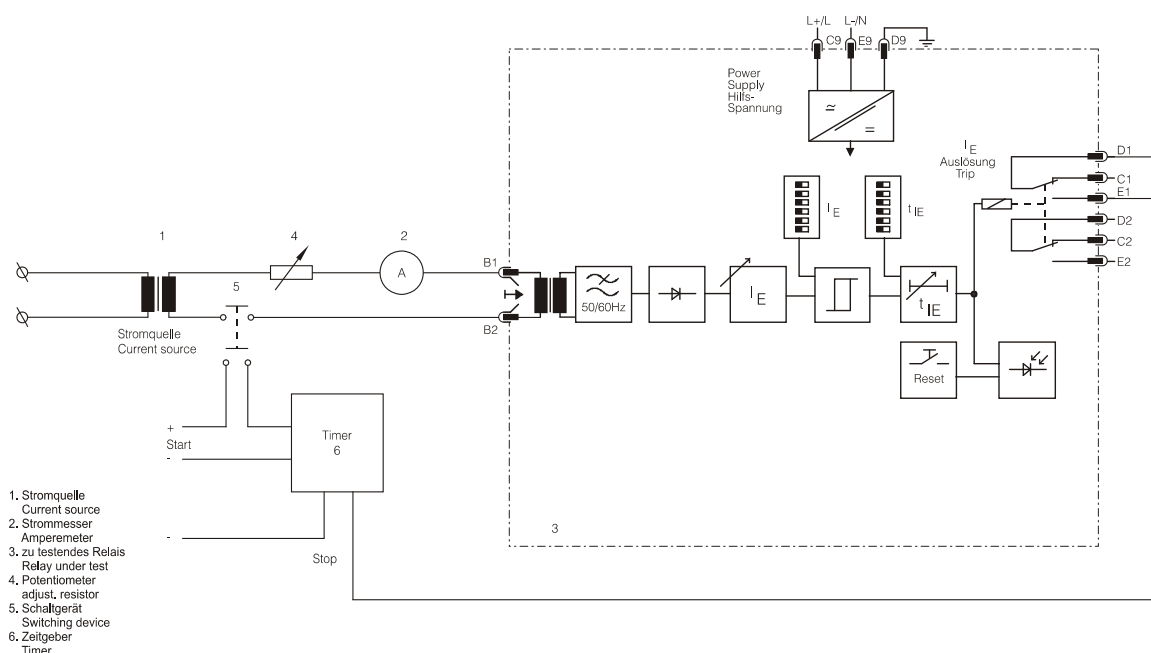 L+/L L-/N
C9 E9 D9
Power
Supply
Hilfs-
Spannung
≃
=
I E
Auslösung
Trip
D1
C1
E1
D2
C2
E2
I E
t IE
1
4
2
5
A
B1
B2
50/60Hz
I E
t IE
Stromquelle
Current source
Reset
+
Start
-
Timer
6
-
Stop
3
1. Stromquelle
Current source
2. Strommesser
Amperemeter
3. zu testendes Relais
Relay under test
4. Potentiometer
adjust. resistor
5. Schaltgerät
Switching device
6. Zeitgeber
Timer